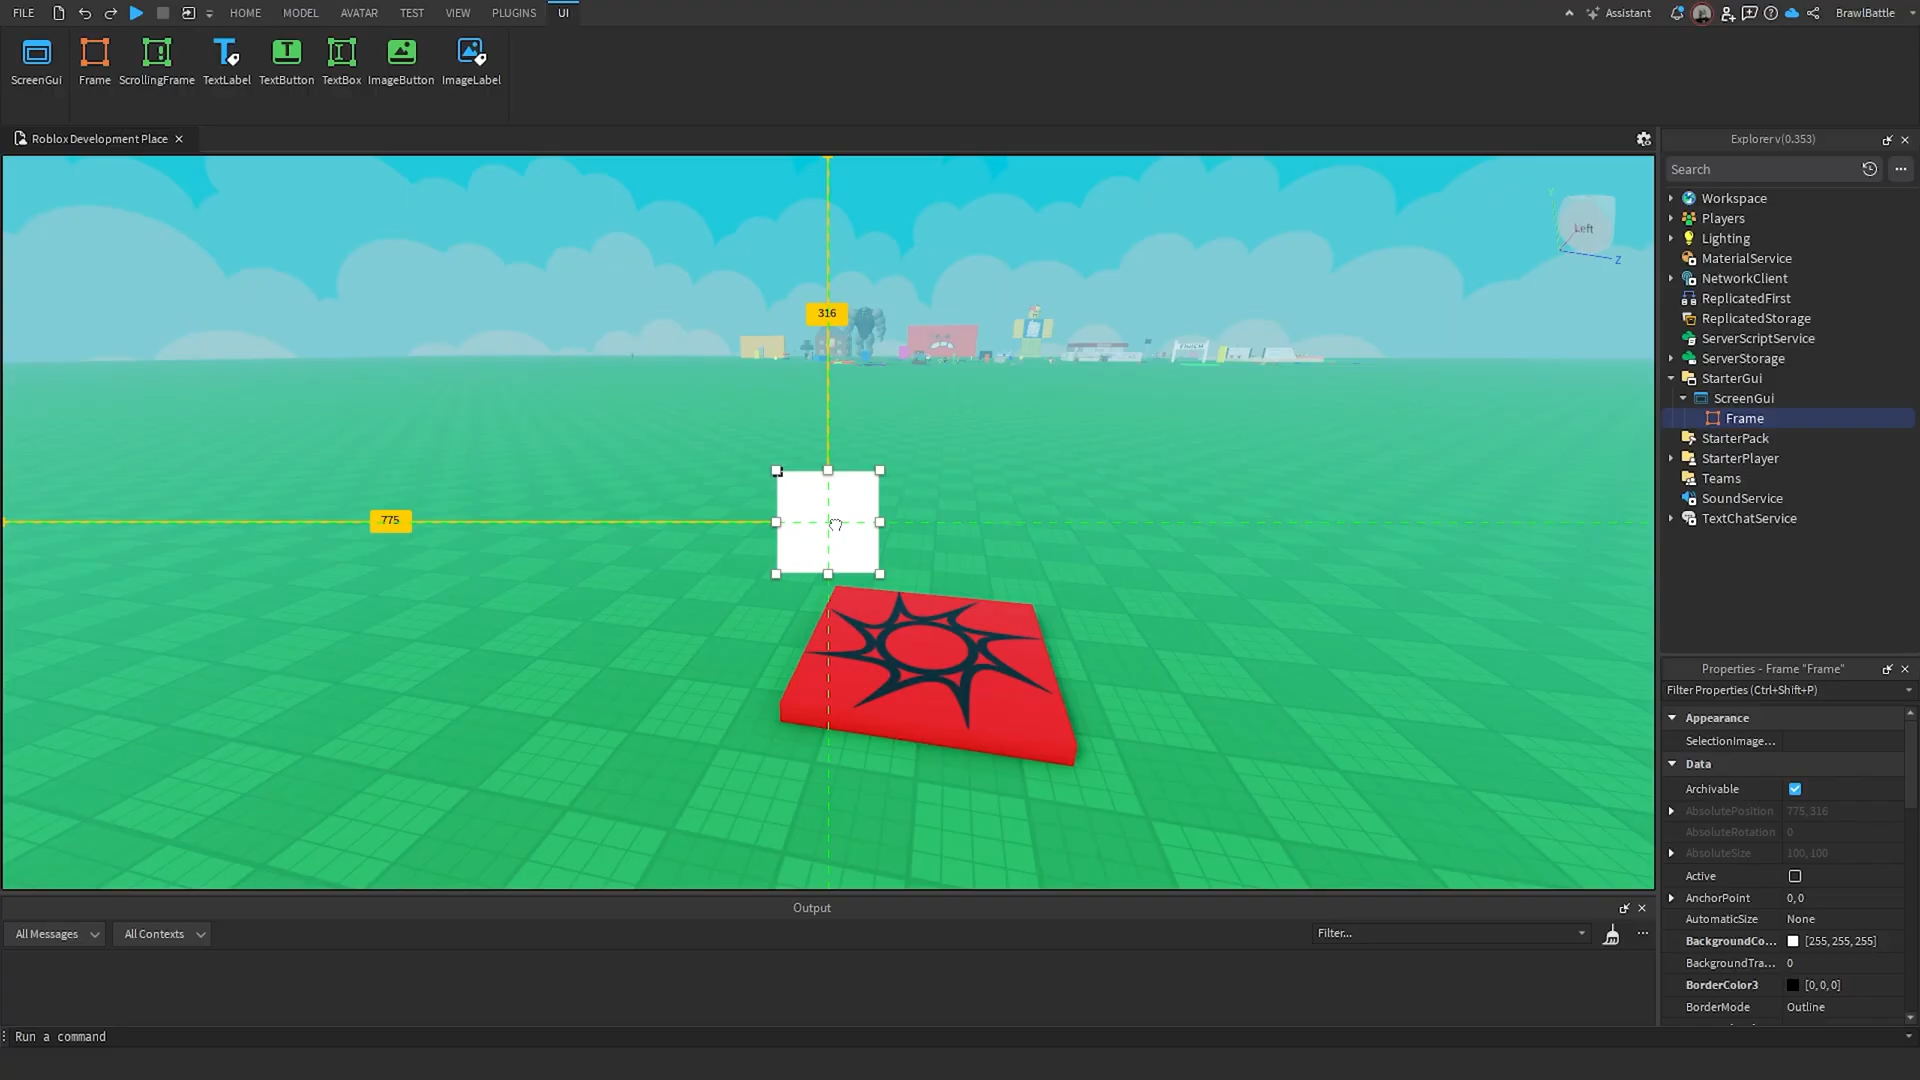 FILE HOME MODEL AVATAR TEST VIEW PLUGINS UI Assistant BrawlBattle
ScreenGui Frame ScrollingFrame TextLabel TextButton TextBox ImageButton ImageLabel
Roblox Development Place
Explorer v(0.353)
Search
Workspace
Players
Lighting
MaterialService
NetworkClient
ReplicatedFirst
ReplicatedStorage
ServerScriptService
ServerStorage
StarterGui
ScreenGui
Frame
StarterPack
StarterPlayer
Teams
SoundService
TextChatService
Left
Y
Z
316
775
Properties - Frame "Frame"
Filter Properties (Ctrl+Shift+P)
Appearance
SelectionImage...
Data
Archivable
AbsolutePosition 775, 316
AbsoluteRotation 0
AbsoluteSize 100, 100
Active
AnchorPoint 0, 0
AutomaticSize None
BackgroundCo... [255, 255, 255]
BackgroundTra... 0
BorderColor3 [0, 0, 0]
BorderMode Outline
Output
All Messages All Contexts Filter...
Run a command